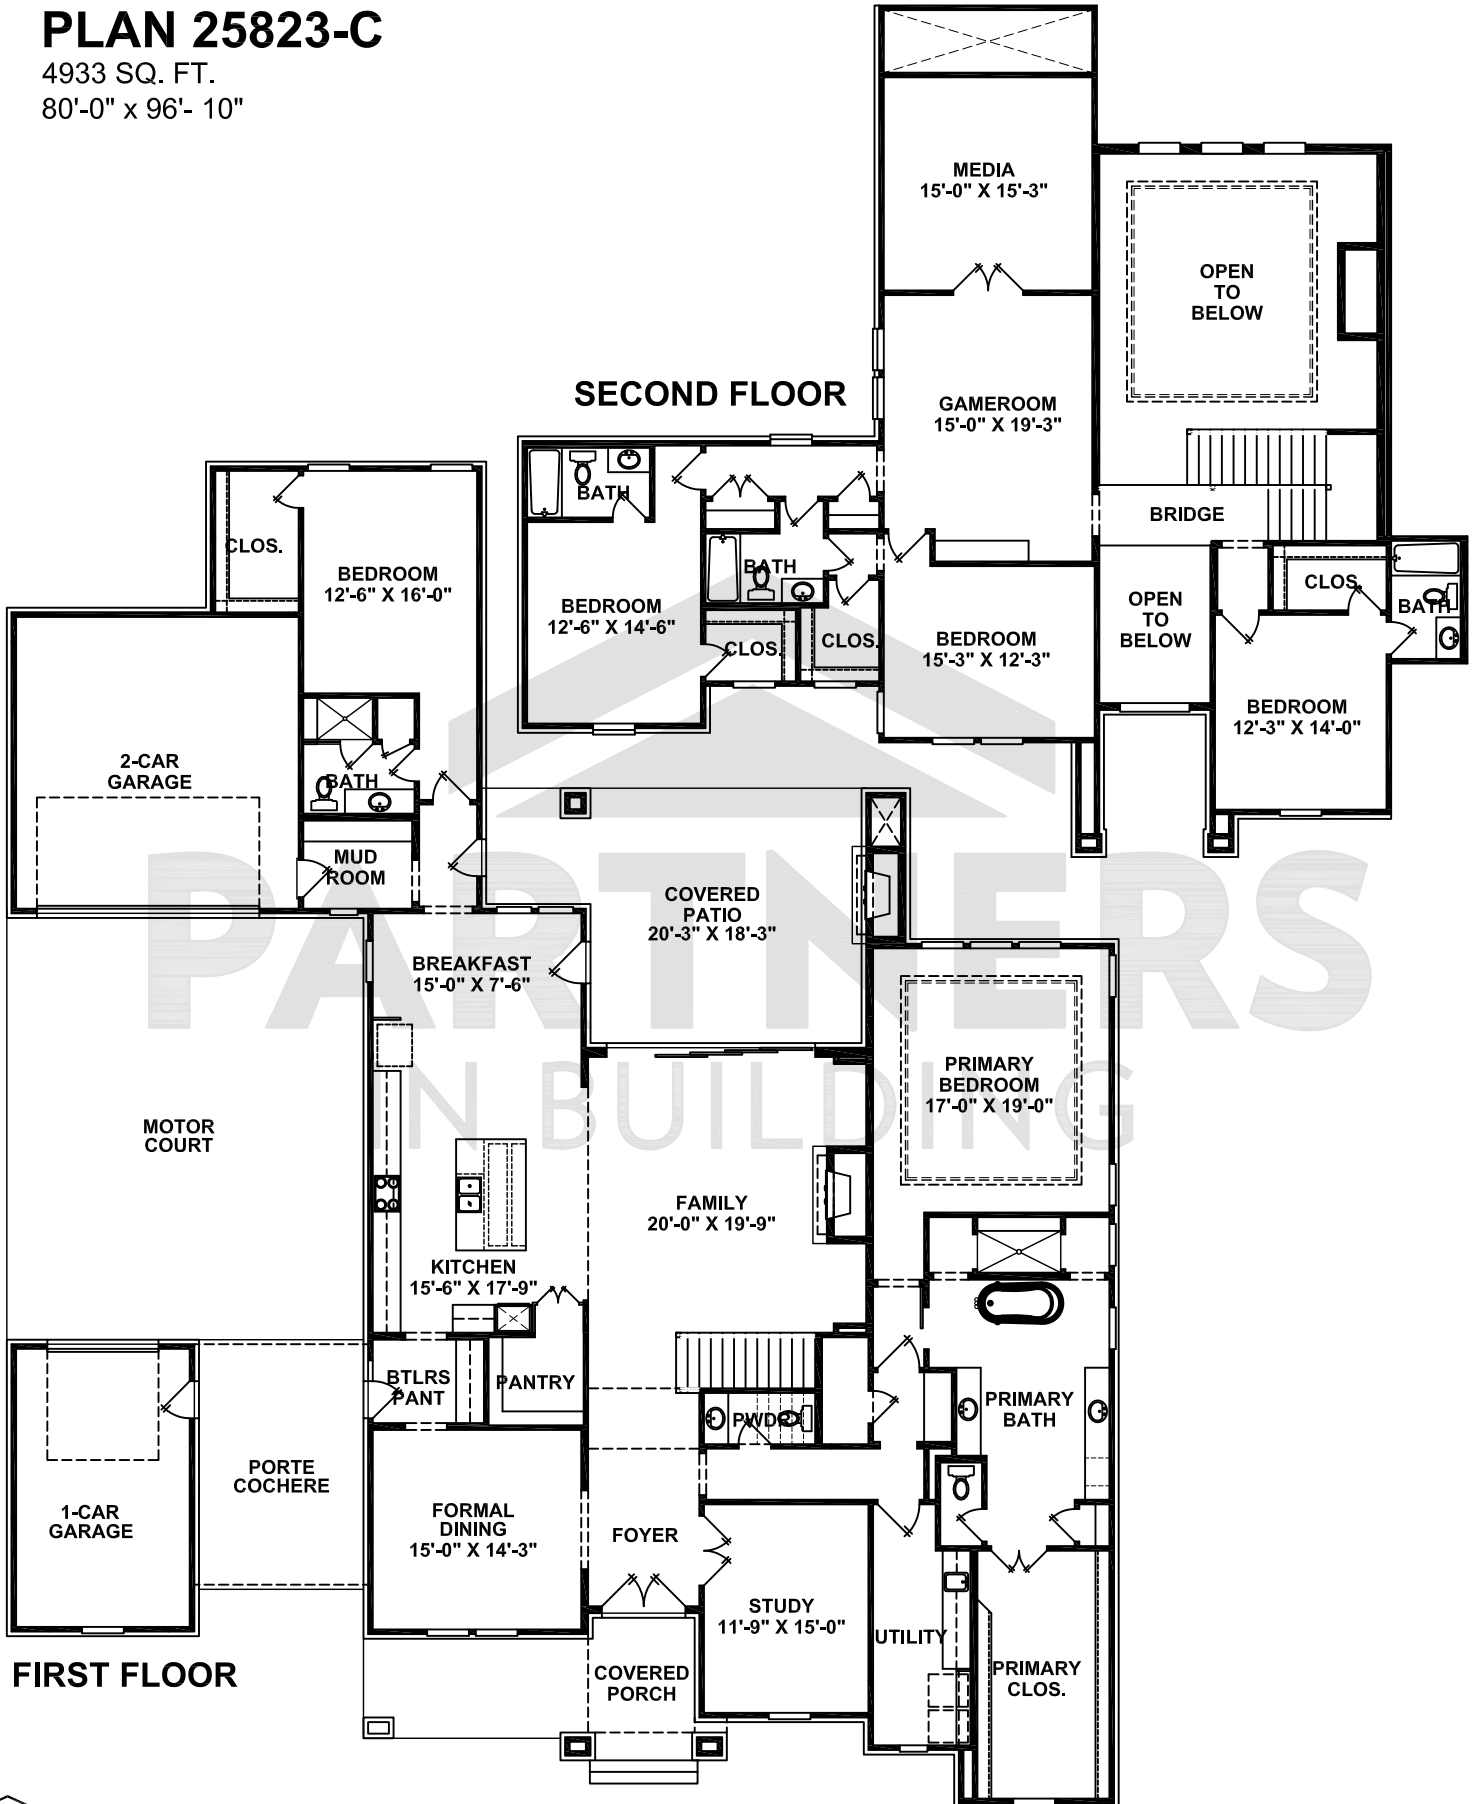 PLAN 25823-C
4933 SQ. FT.
80'-0" x 96'- 10"
MEDIA
15'-0" X 15'-3"
OPEN
TO
BELOW
SECOND FLOOR
GAMEROOM
15'-0" X 19'-3"
BATH
BRIDGE
CLOS.
BEDROOM
12'-6" X 16'-0"
BATH
CLOS.
BATH
BEDROOM
12'-6" X 14'-6"
OPEN
TO
BELOW
CLOS.
CLOS.
BEDROOM
15'-3" X 12'-3"
BEDROOM
12'-3" X 14'-0"
2-CAR
GARAGE
BATH
MUD
ROOM
COVERED
PATIO
20'-3" X 18'-3"
PARTNERS
IN BUILDING
BREAKFAST
15'-0" X 7'-6"
PRIMARY
BEDROOM
17'-0" X 19'-0"
MOTOR
COURT
FAMILY
20'-0" X 19'-9"
KITCHEN
15'-6" X 17'-9"
BTLRS
PANT
PANTRY
PWDR
PRIMARY
BATH
PORTE
COCHERE
1-CAR
GARAGE
FORMAL
DINING
15'-0" X 14'-3"
FOYER
STUDY
11'-9" X 15'-0"
UTILITY
COVERED
PORCH
PRIMARY
CLOS.
FIRST FLOOR